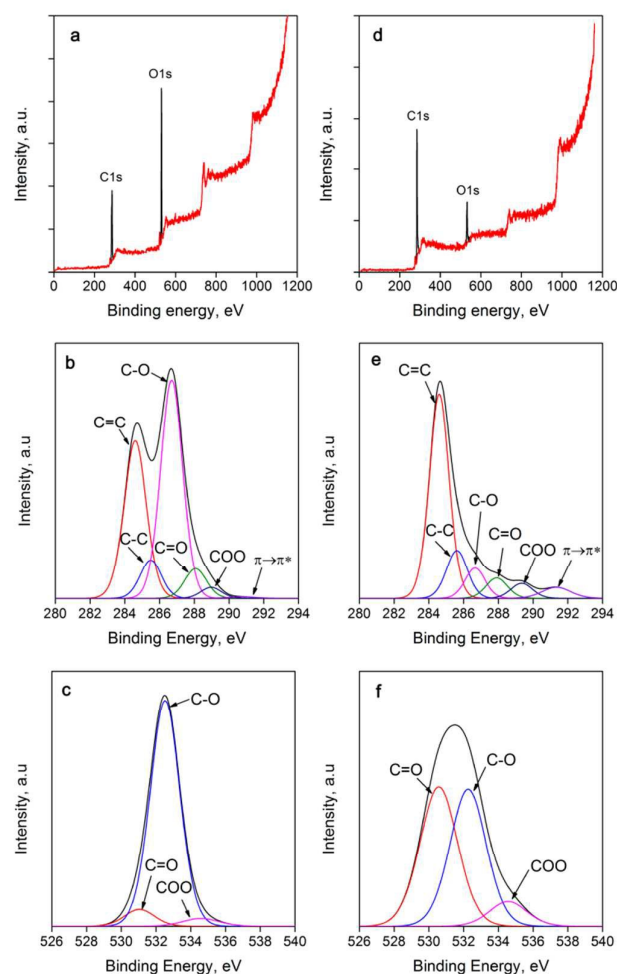 a
O1s
C1s
Intensity, a.u.
0 200 400 600 800 1000 1200
Binding energy, eV
d
C1s
O1s
Intensity, a.u.
0 200 400 600 800 1000 1200
Binding energy, eV
b
C-O
C=C
C-C
C=O
COO
π→π*
Intensity, a.u
280 282 284 286 288 290 292 294
Binding Energy, eV
e
C=C
C-C
C-O
C=O
COO
π→π*
Intensity, a.u
280 282 284 286 288 290 292 294
Binding Energy, eV
c
C-O
C=O
COO
Intensity, a.u
526 528 530 532 534 536 538 540
Binding Energy, eV
f
C=O
C-O
COO
Intensity, a.u
526 528 530 532 534 536 538 540
Binding Energy, eV